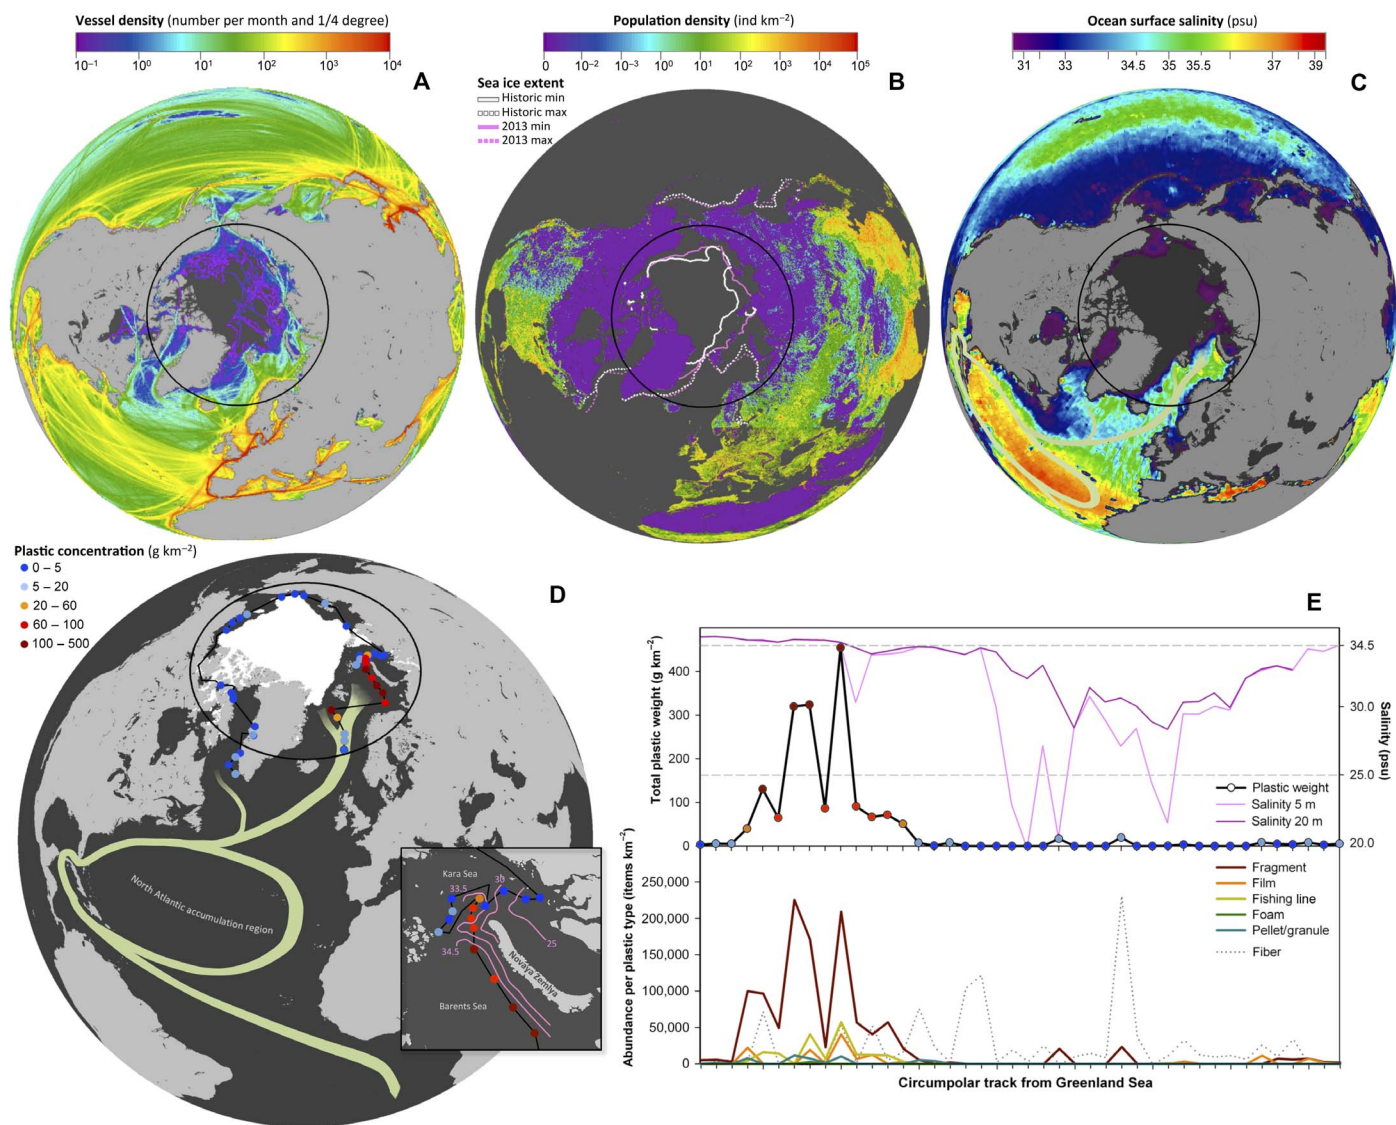 Vessel density (number per month and 1/4 degree)
10⁻¹ 10⁰ 10¹ 10² 10³ 10⁴
A
Population density (ind km⁻²)
0 10⁻² 10⁻³ 10⁰ 10¹ 10² 10³ 10⁴ 10⁵
B
Sea ice extent
Historic min
Historic max
2013 min
2013 max
Ocean surface salinity (psu)
31 33 34.5 35 35.5 37 39
C
Plastic concentration (g km⁻²)
0 – 5
5 – 20
20 – 60
60 – 100
100 – 500
D
North Atlantic accumulation region
Kara Sea
33.5
30
25
34.5
Novaya Zemlya
Barents Sea
E
Total plastic weight (g km⁻²)
400
300
200
100
0
34.5
30.0
25.0
20.0
Salinity (psu)
Plastic weight
Salinity 5 m
Salinity 20 m
Abundance per plastic type (items km⁻²)
250,000
200,000
150,000
100,000
50,000
0
Fragment
Film
Fishing line
Foam
Pellet/granule
Fiber
Circumpolar track from Greenland Sea